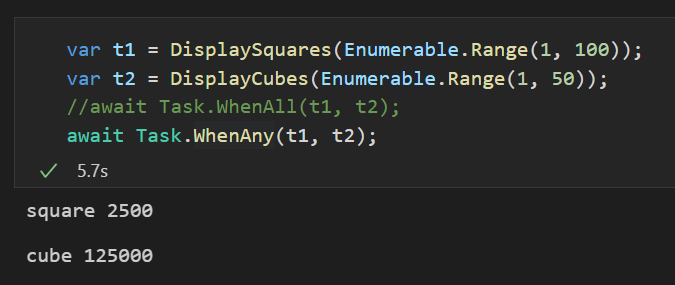 var t1 = DisplaySquares(Enumerable.Range(1, 100));
var t2 = DisplayCubes(Enumerable.Range(1, 50));
//await Task.WhenAll(t1, t2);
await Task.WhenAny(t1, t2);
5.7s
square 2500
cube 125000